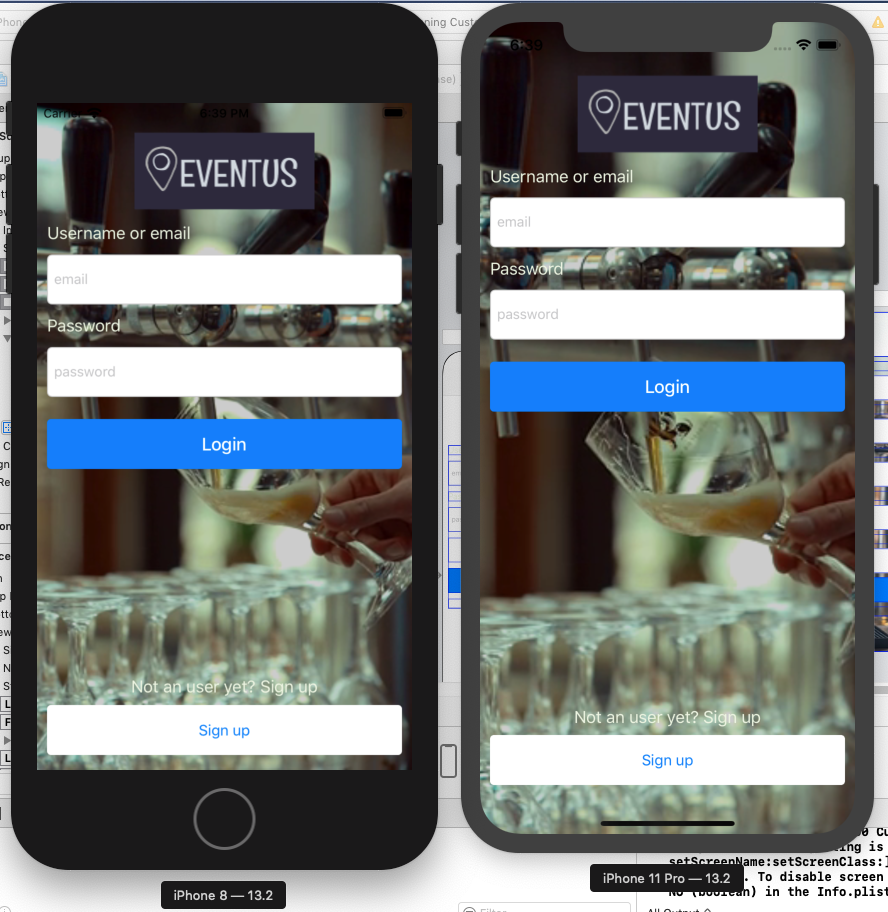 6:39 PM
EVENTUS
Username or email
email
Password
password
Login
Not an user yet? Sign up
Sign up
iPhone 8 — 13.2
6:39
EVENTUS
Username or email
email
Password
password
Login
Not an user yet? Sign up
Sign up
iPhone 11 Pro — 13.2
setScreenName:setScreenClass:]
. To disable screen
in the Info.plist
All Output
Filter